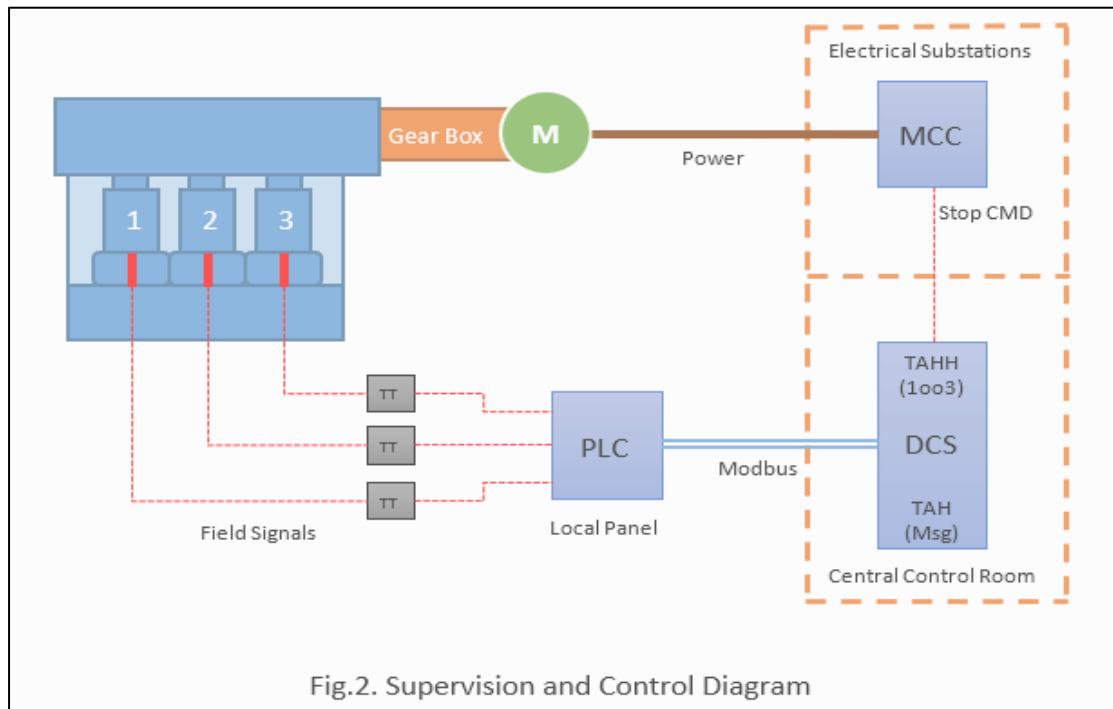 Electrical Substations
Gear Box
M
MCC
Power
1
2
3
Stop CMD
TAHH
(1oo3)
TT
PLC
DCS
TT
Modbus
TT
TAH
(Msg)
Field Signals
Local Panel
Central Control Room
Fig.2. Supervision and Control Diagram